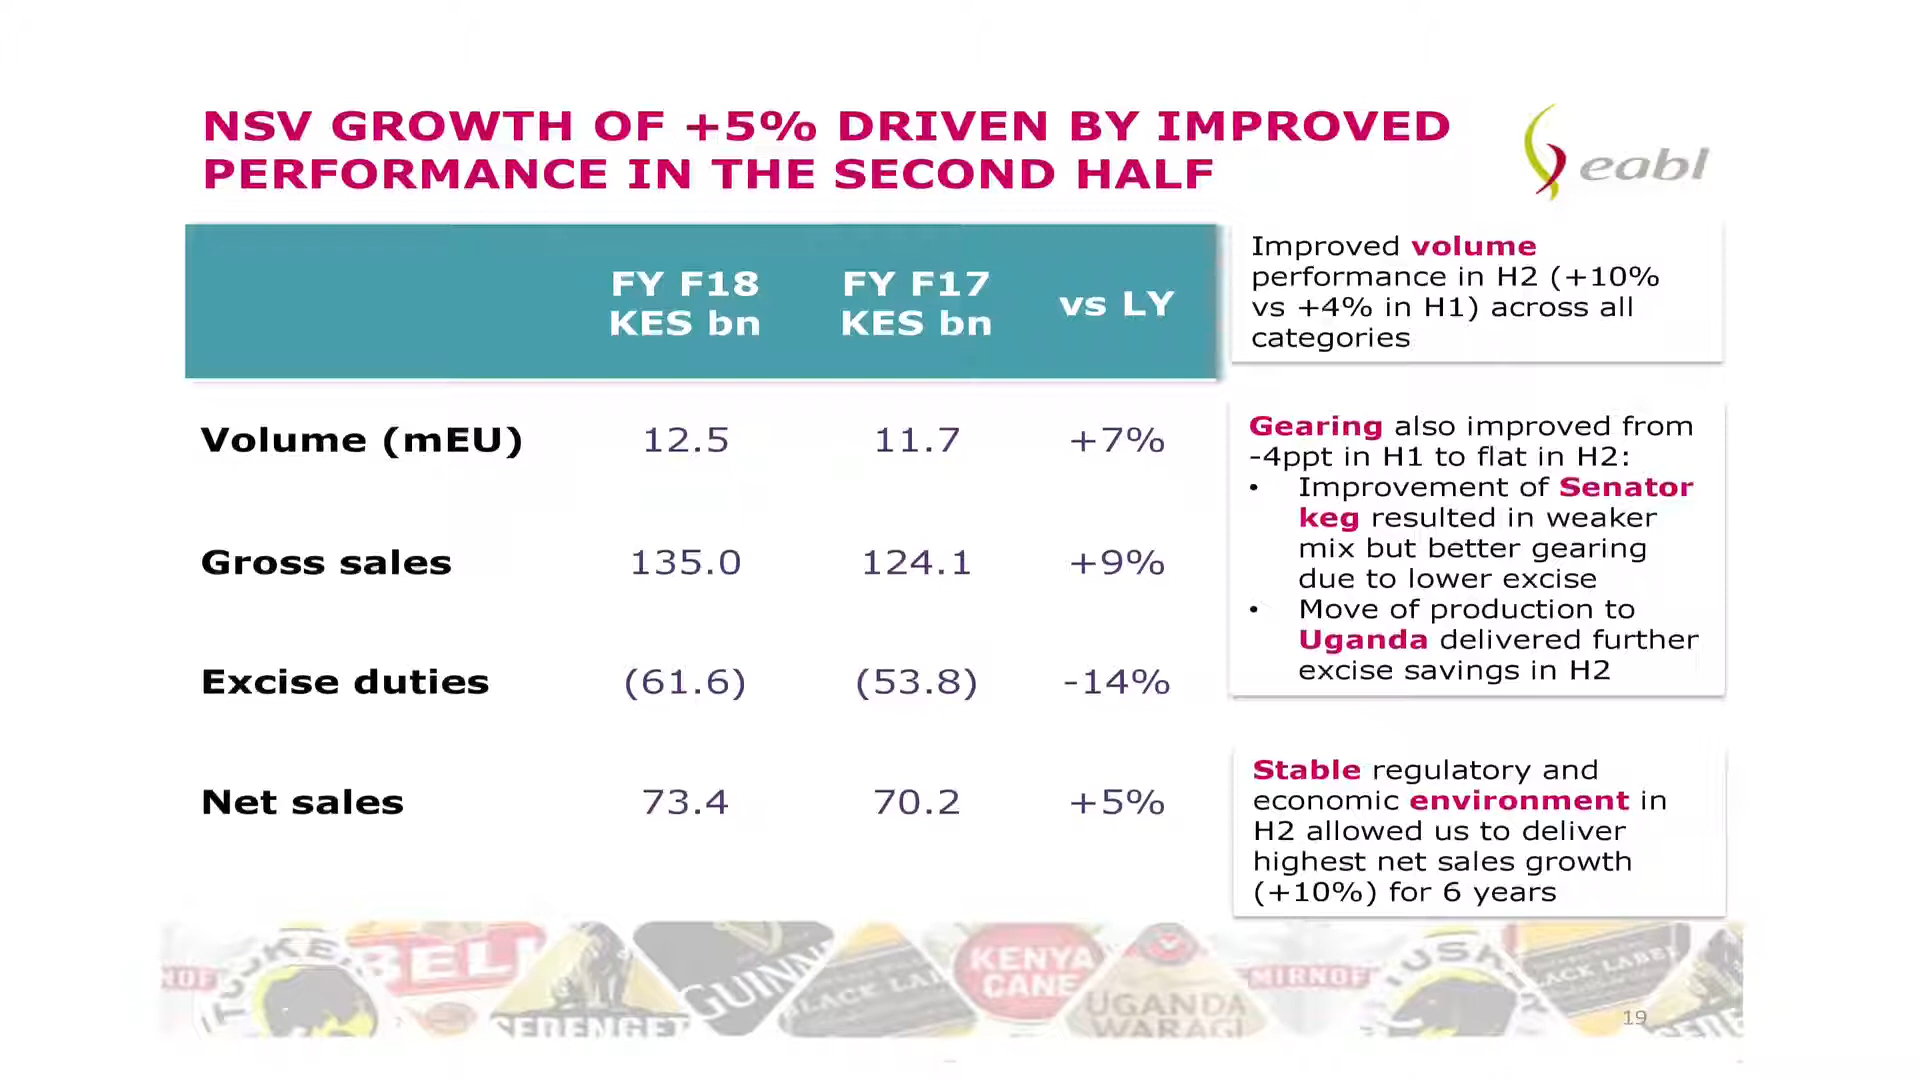 NSV GROWTH OF +5% DRIVEN BY IMPROVED
PERFORMANCE IN THE SECOND HALF
eabl
FY F18 KES bn
FY F17 KES bn
vs LY
Volume (mEU) 12.5 11.7 +7%
Gross sales 135.0 124.1 +9%
Excise duties (61.6) (53.8) -14%
Net sales 73.4 70.2 +5%
Improved volume
performance in H2 (+10%
vs +4% in H1) across all
categories
Gearing also improved from
-4ppt in H1 to flat in H2:
• Improvement of Senator
keg resulted in weaker
mix but better gearing
due to lower excise
• Move of production to
Uganda delivered further
excise savings in H2
Stable regulatory and
economic environment in
H2 allowed us to deliver
highest net sales growth
(+10%) for 6 years
KENYA
CANE
UGANDA
WARAGI
19